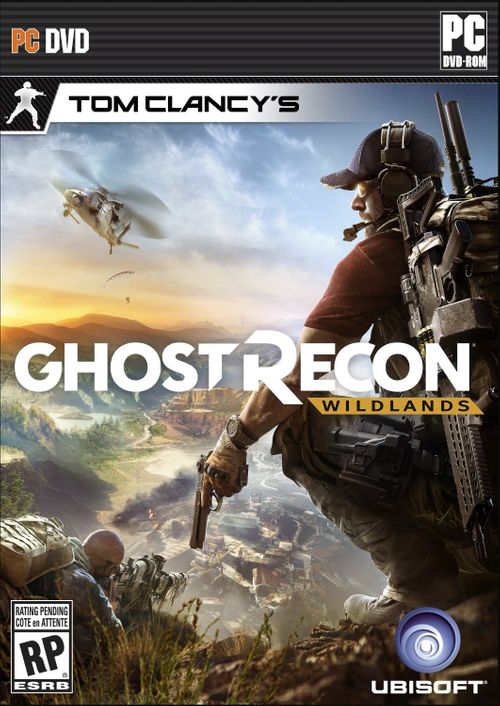 PC DVD
PC
DVD-ROM
TOM CLANCY'S
GHOST RECON
WILDLANDS
RATING PENDING
COTE en ATTENTE
RP
ESRB
UBISOFT